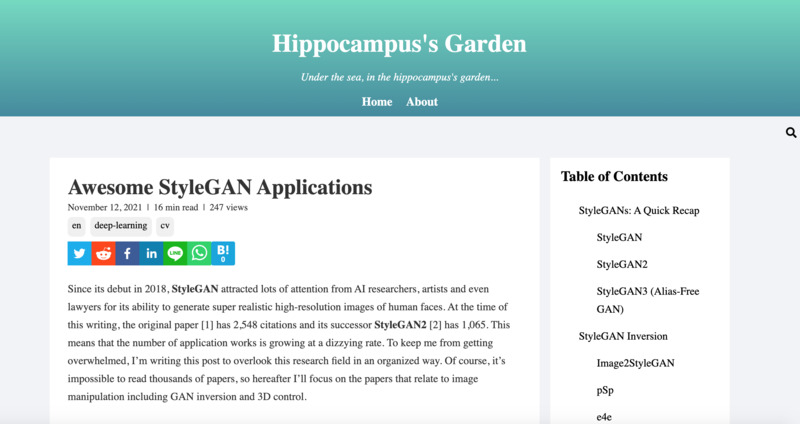 Hippocampus's Garden
Under the sea, in the hippocampus's garden...
Home About
Awesome StyleGAN Applications
November 12, 2021 | 16 min read | 247 views
en deep-learning cv
LINE
B!
0
Since its debut in 2018, StyleGAN attracted lots of attention from AI researchers, artists and even
lawyers for its ability to generate super realistic high-resolution images of human faces. At the time of
this writing, the original paper [1] has 2,548 citations and its successor StyleGAN2 [2] has 1,065. This
means that the number of application works is growing at a dizzying rate. To keep me from getting
overwhelmed, I'm writing this post to overlook this research field in an organized way. Of course, it's
impossible to read thousands of papers, so hereafter I'll focus on the papers that relate to image
manipulation including GAN inversion and 3D control.
Table of Contents
StyleGANs: A Quick Recap
StyleGAN
StyleGAN2
StyleGAN3 (Alias-Free
GAN)
StyleGAN Inversion
Image2StyleGAN
pSp
e4e